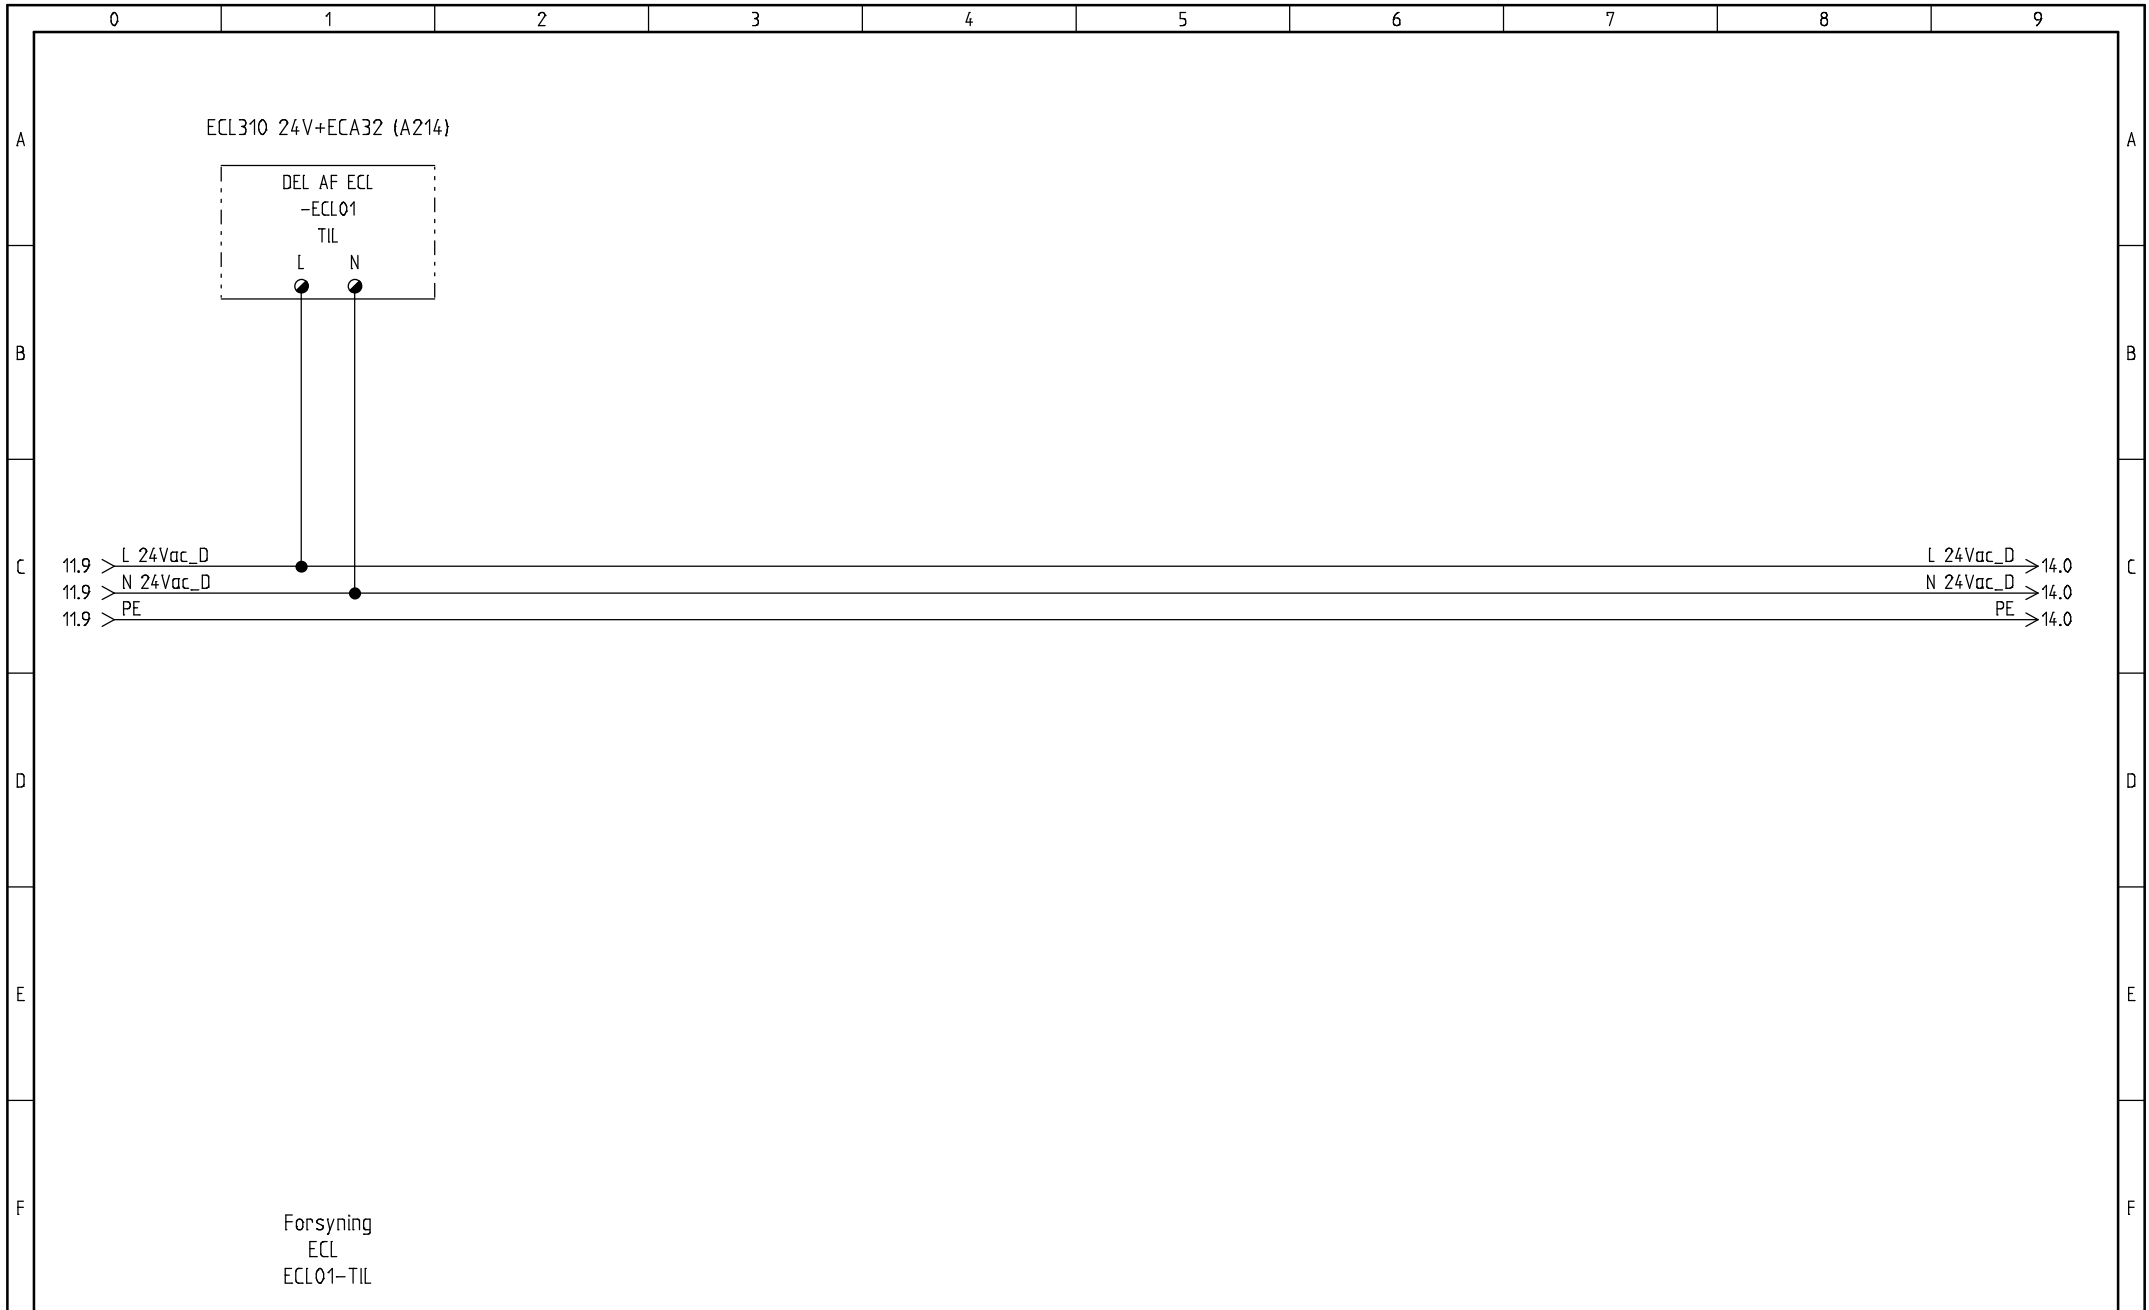 0 1 2 3 4 5 6 7 8 9
A A
ECL310 24V+ECA32 (A214)
DEL AF ECL
-ECL01
TIL
L N
B B
C C
11.9 L 24Vac_D L 24Vac_D 14.0
11.9 N 24Vac_D N 24Vac_D 14.0
11.9 PE PE 14.0
D D
E E
F F
Forsyning
ECL
ECL01-TIL